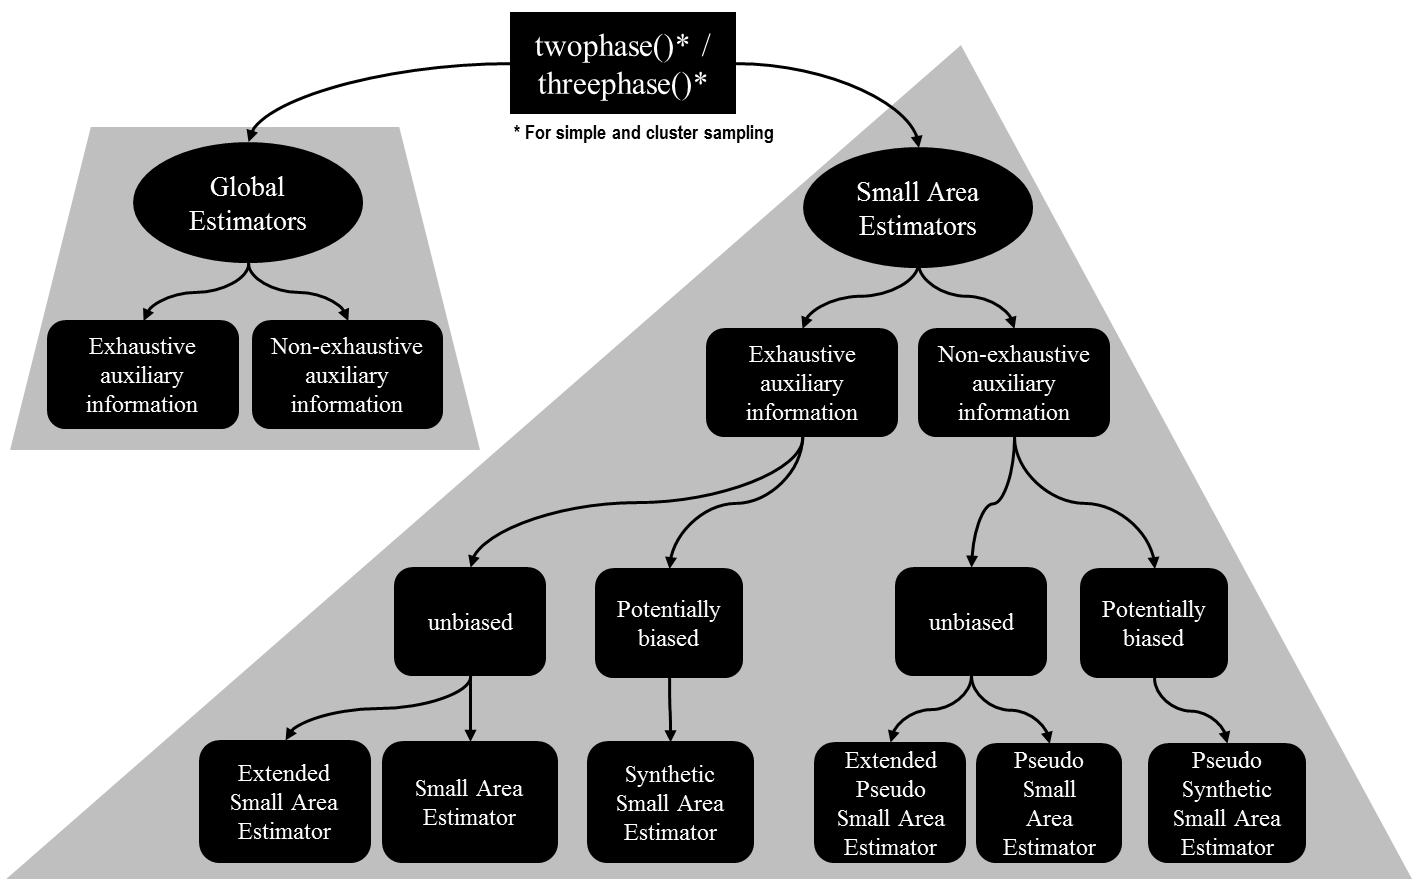 twophase()* /
threephase()*
* For simple and cluster sampling
Global
Estimators
Small Area
Estimators
Exhaustive
auxiliary
information
Non-exhaustive
auxiliary
information
Exhaustive
auxiliary
information
Non-exhaustive
auxiliary
information
unbiased
Potentially
biased
unbiased
Potentially
biased
Extended
Small Area
Estimator
Small Area
Estimator
Synthetic
Small Area
Estimator
Extended
Pseudo
Small Area
Estimator
Pseudo
Small
Area
Estimator
Pseudo
Synthetic
Small Area
Estimator